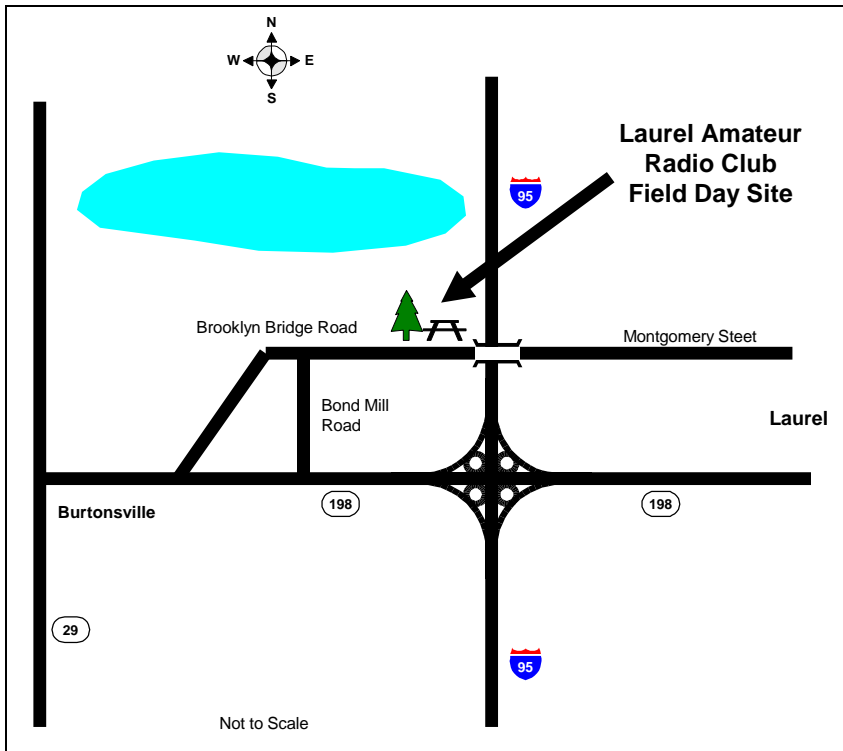 N
W E
S
Laurel Amateur
Radio Club
Field Day Site
95
Brooklyn Bridge Road
Montgomery Steet
Bond Mill
Road
Laurel
Burtonsville
198
198
29
95
Not to Scale